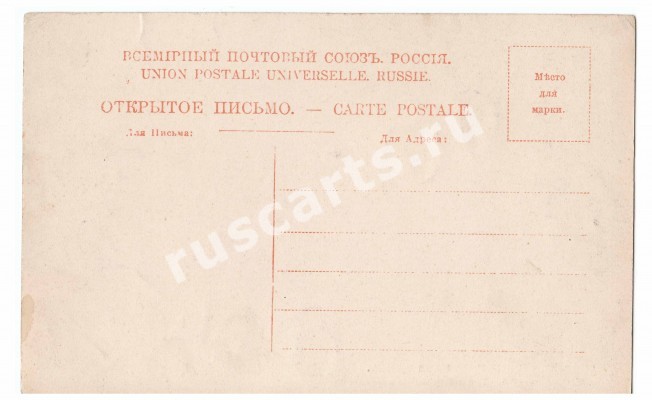 ВСЕМІРНЫЙ ПОЧТОВЫЙ СОЮЗЪ. РОССІЯ.
UNION POSTALE UNIVERSELLE. RUSSIE.
ОТКРЫТОЕ ПИСЬМО. — CARTE POSTALE.
Мѣсто
для
марки.
Для Письма:
Для Адреса:
ruscarts.ru